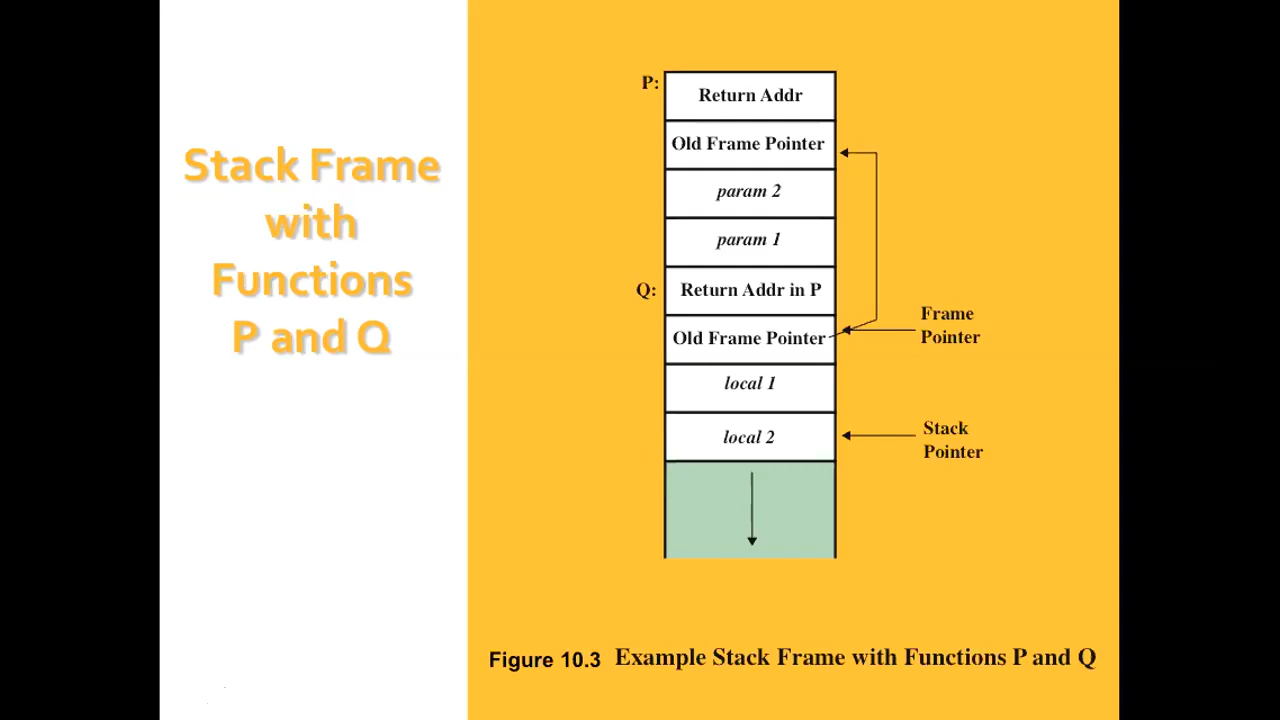 Stack Frame
with
Functions
P and Q
P:
Return Addr
Old Frame Pointer
param 2
param 1
Q:
Return Addr in P
Old Frame Pointer
local 1
local 2
Frame
Pointer
Stack
Pointer
Figure 10.3 Example Stack Frame with Functions P and Q